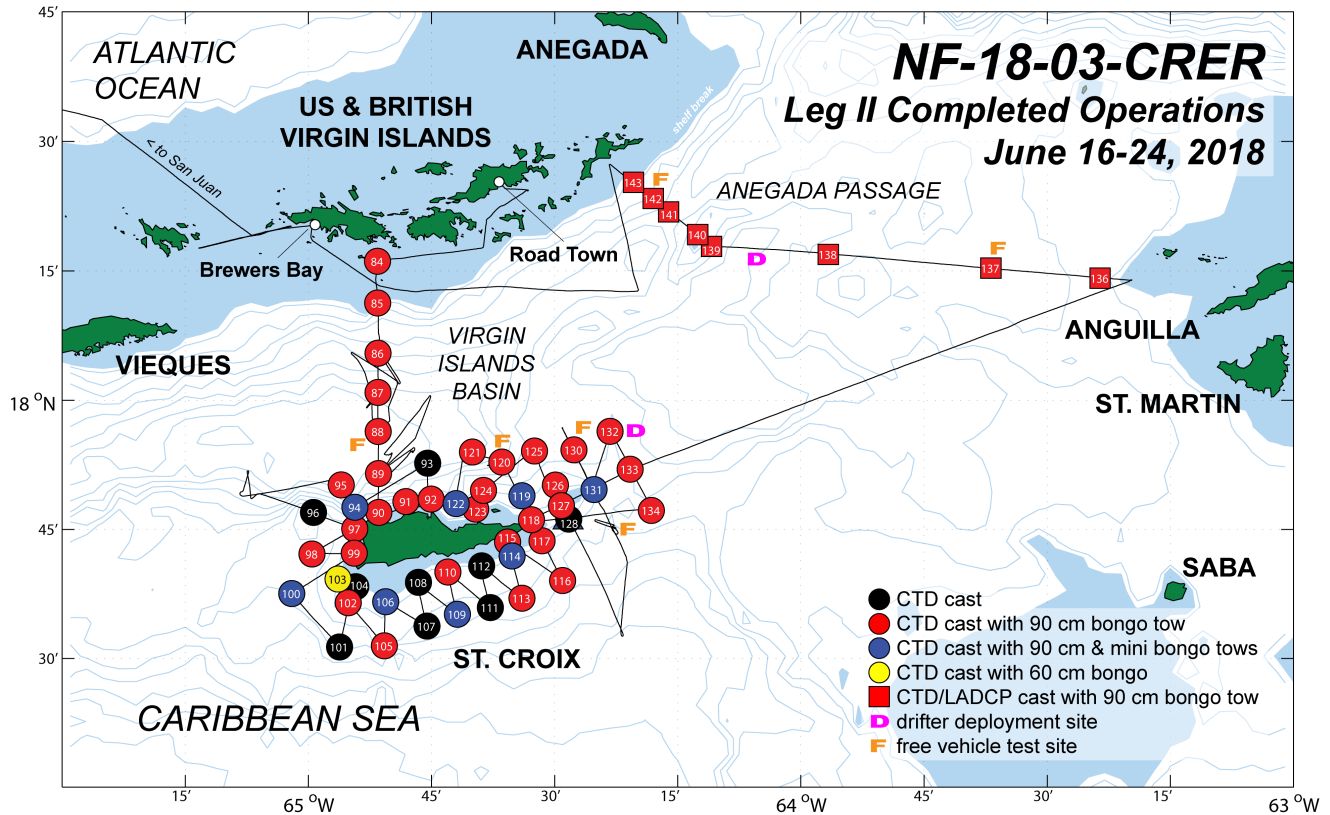 45′
ATLANTIC
OCEAN
ANEGADA
NF-18-03-CRER
Leg II Completed Operations
June 16-24, 2018
US & BRITISH
VIRGIN ISLANDS
shelf break
30′
< to San Juan
ANEGADA PASSAGE
F
143
142
141
140
139
138
137
136
F
D
Road Town
Brewers Bay
15′
84
85
86
87
88
89
90
VIEQUES
VIRGIN
ISLANDS
BASIN
ANGUILLA
ST. MARTIN
18 °N
F
F
F
D
F
93
121
120
125
130
132
133
95
94
96
91
92
122
124
123
119
126
127
131
134
128
118
45′
97
98
99
115
117
114
116
103
104
100
102
101
105
106
108
107
109
110
112
111
113
ST. CROIX
SABA
30′
CARIBBEAN SEA
CTD cast
CTD cast with 90 cm bongo tow
CTD cast with 90 cm & mini bongo tows
CTD cast with 60 cm bongo
CTD/LADCP cast with 90 cm bongo tow
D drifter deployment site
F free vehicle test site
15′
65 °W
45′
30′
15′
64 °W
45′
30′
15′
63 °W